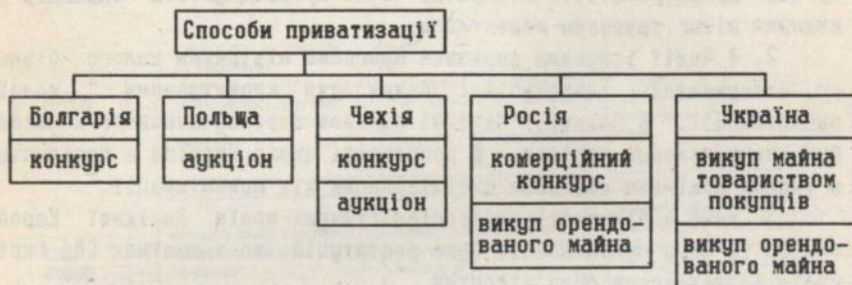 Способи приватизації
Болгарія
конкурс
Польща
аукціон
Чехія
конкурс
аукціон
Росія
комерційний
конкурс
викуп орендо-
ваного майна
Україна
викуп майна
товариством
покупців
викуп орендо-
ваного майна